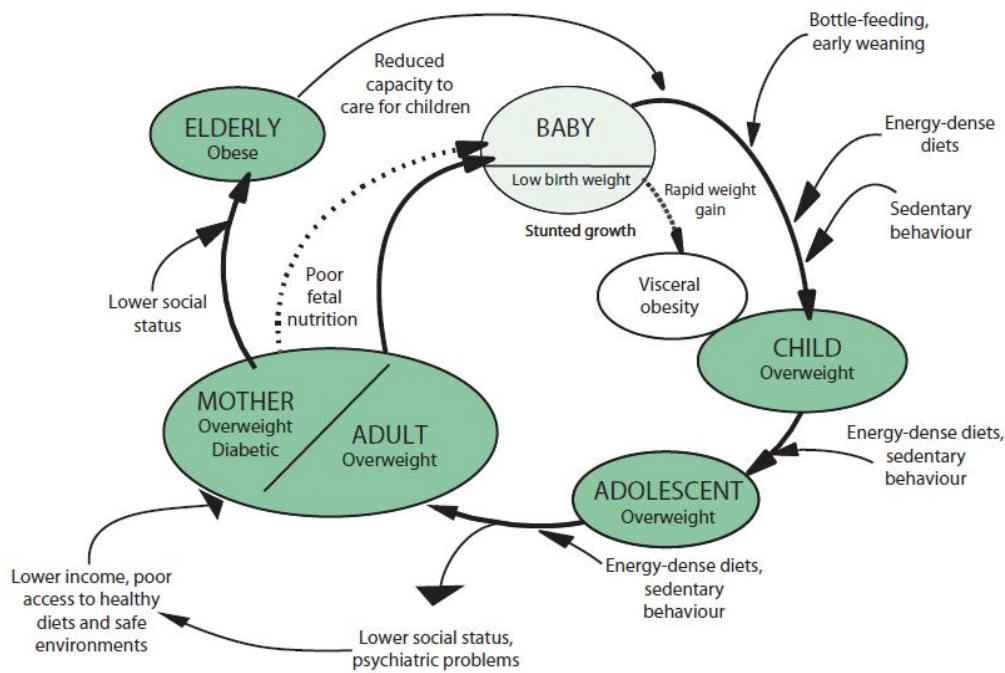 Bottle-feeding,
early weaning
Reduced
capacity to
care for children
ELDERLY
Obese
BABY
Low birth weight
Stunted growth
Rapid weight
gain
Energy-dense
diets
Sedentary
behaviour
Lower social
status
Poor
fetal
nutrition
Visceral
obesity
CHILD
Overweight
MOTHER
Overweight
Diabetic
ADULT
Overweight
Energy-dense diets,
sedentary
behaviour
ADOLESCENT
Overweight
Energy-dense diets,
sedentary
behaviour
Lower income, poor
access to healthy
diets and safe
environments
Lower social status,
psychiatric problems